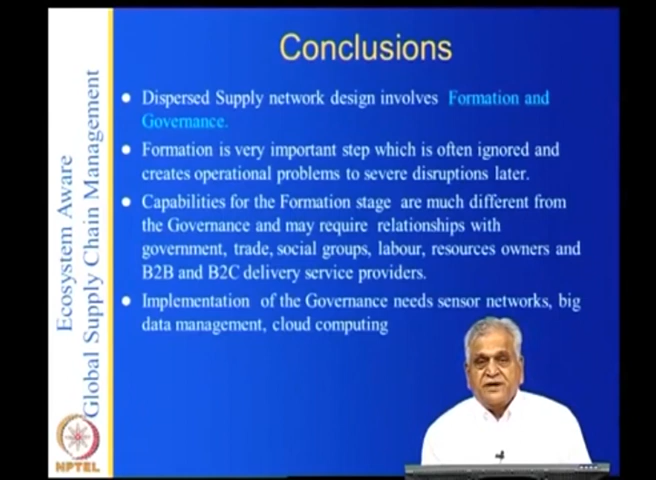 Conclusions
Dispersed Supply network design involves Formation and
Governance.
Formation is very important step which is often ignored and
creates operational problems to severe disruptions later.
Capabilities for the Formation stage are much different from
the Governance and may require relationships with
government, trade, social groups, labour, resources owners and
B2B and B2C delivery service providers.
Implementation of the Governance needs sensor networks, big
data management, cloud computing
Ecosystem Aware
Global Supply Chain Management
NPTEL